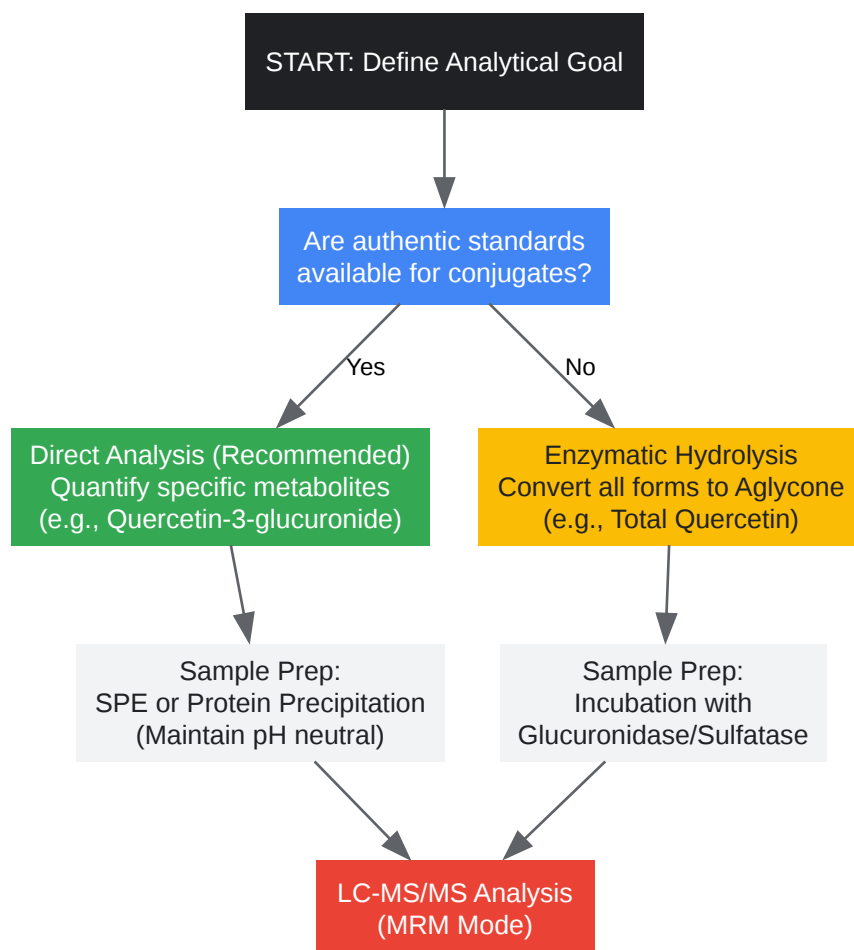 START: Define Analytical Goal
Are authentic standards
available for conjugates?
Yes
No
Direct Analysis (Recommended)
Quantify specific metabolites
(e.g., Quercetin-3-glucuronide)
Enzymatic Hydrolysis
Convert all forms to Aglycone
(e.g., Total Quercetin)
Sample Prep:
SPE or Protein Precipitation
(Maintain pH neutral)
Sample Prep:
Incubation with
Glucuronidase/Sulfatase
LC-MS/MS Analysis
(MRM Mode)